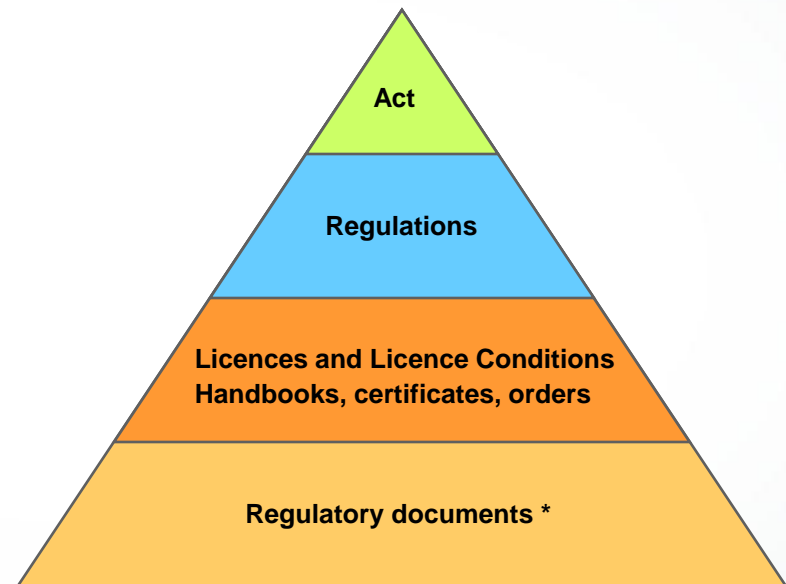 Act
Regulations
Licences and Licence Conditions
Handbooks, certificates, orders
Regulatory documents *